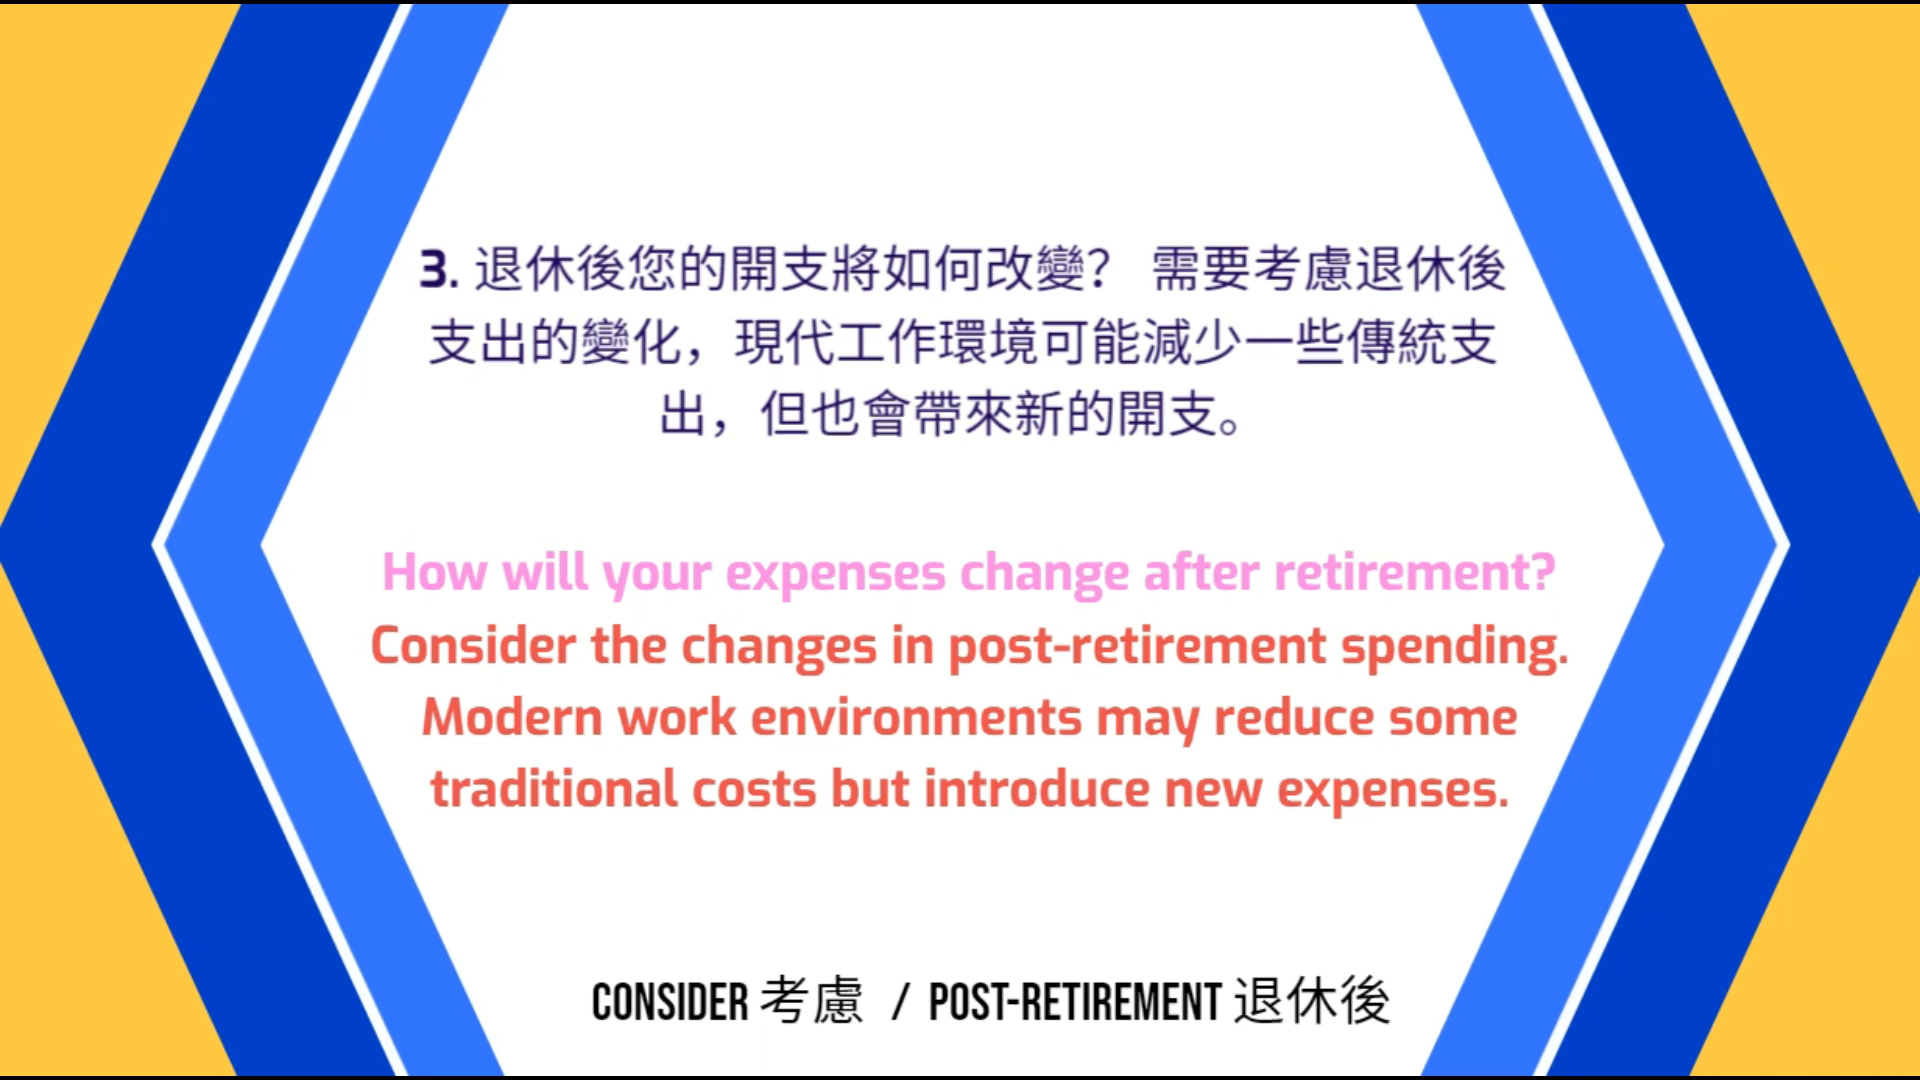 3. 退休後您的開支將如何改變？ 需要考慮退休後
支出的變化，現代工作環境可能減少一些傳統支
出，但也會帶來新的開支。
How will your expenses change after retirement?
Consider the changes in post-retirement spending.
Modern work environments may reduce some
traditional costs but introduce new expenses.
CONSIDER 考慮 / POST-RETIREMENT 退休後